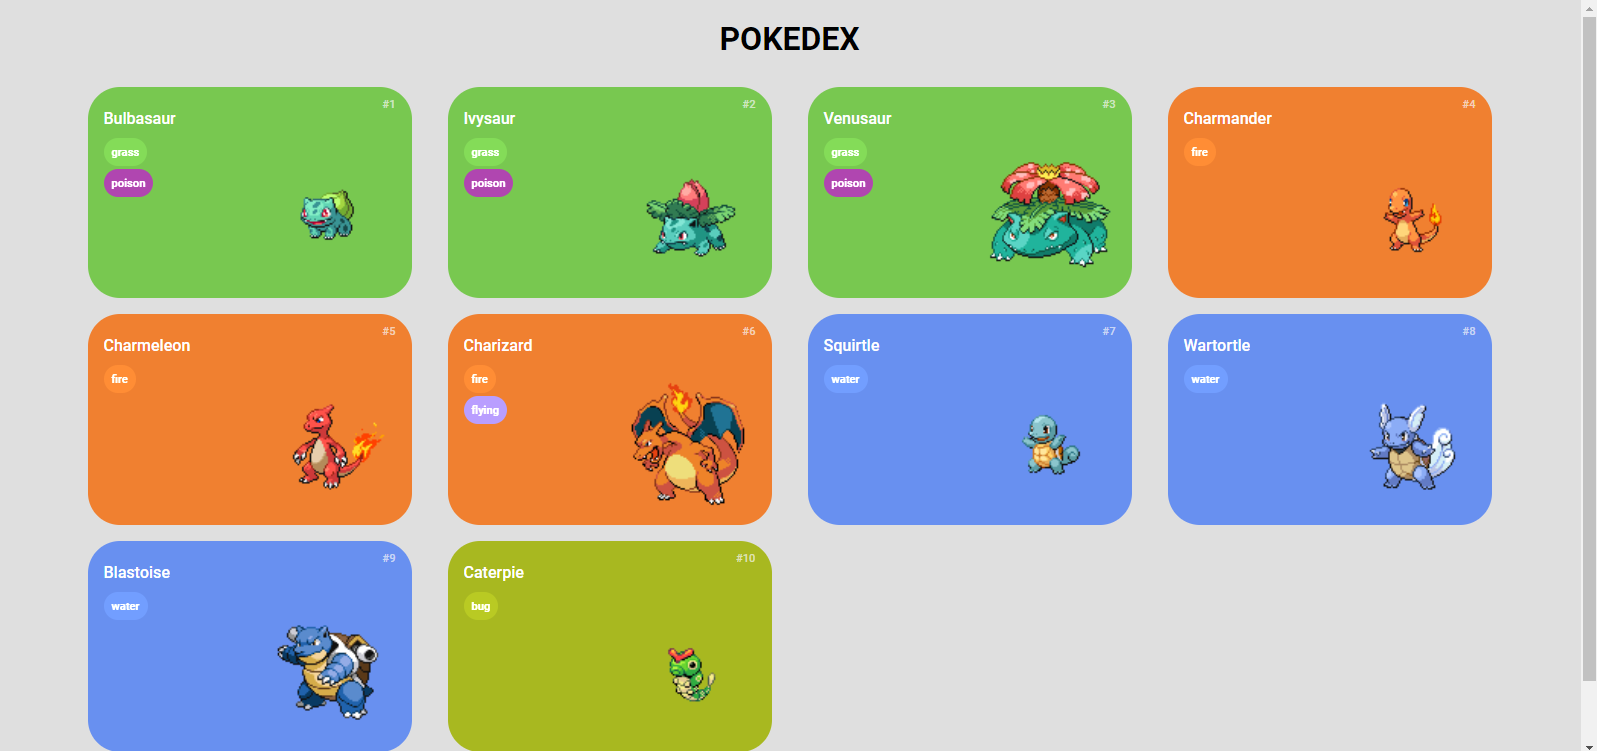 POKEDEX
#1
Bulbasaur
grass
poison
#2
Ivysaur
grass
poison
#3
Venusaur
grass
poison
#4
Charmander
fire
#5
Charmeleon
fire
#6
Charizard
fire
flying
#7
Squirtle
water
#8
Wartortle
water
#9
Blastoise
water
#10
Caterpie
bug